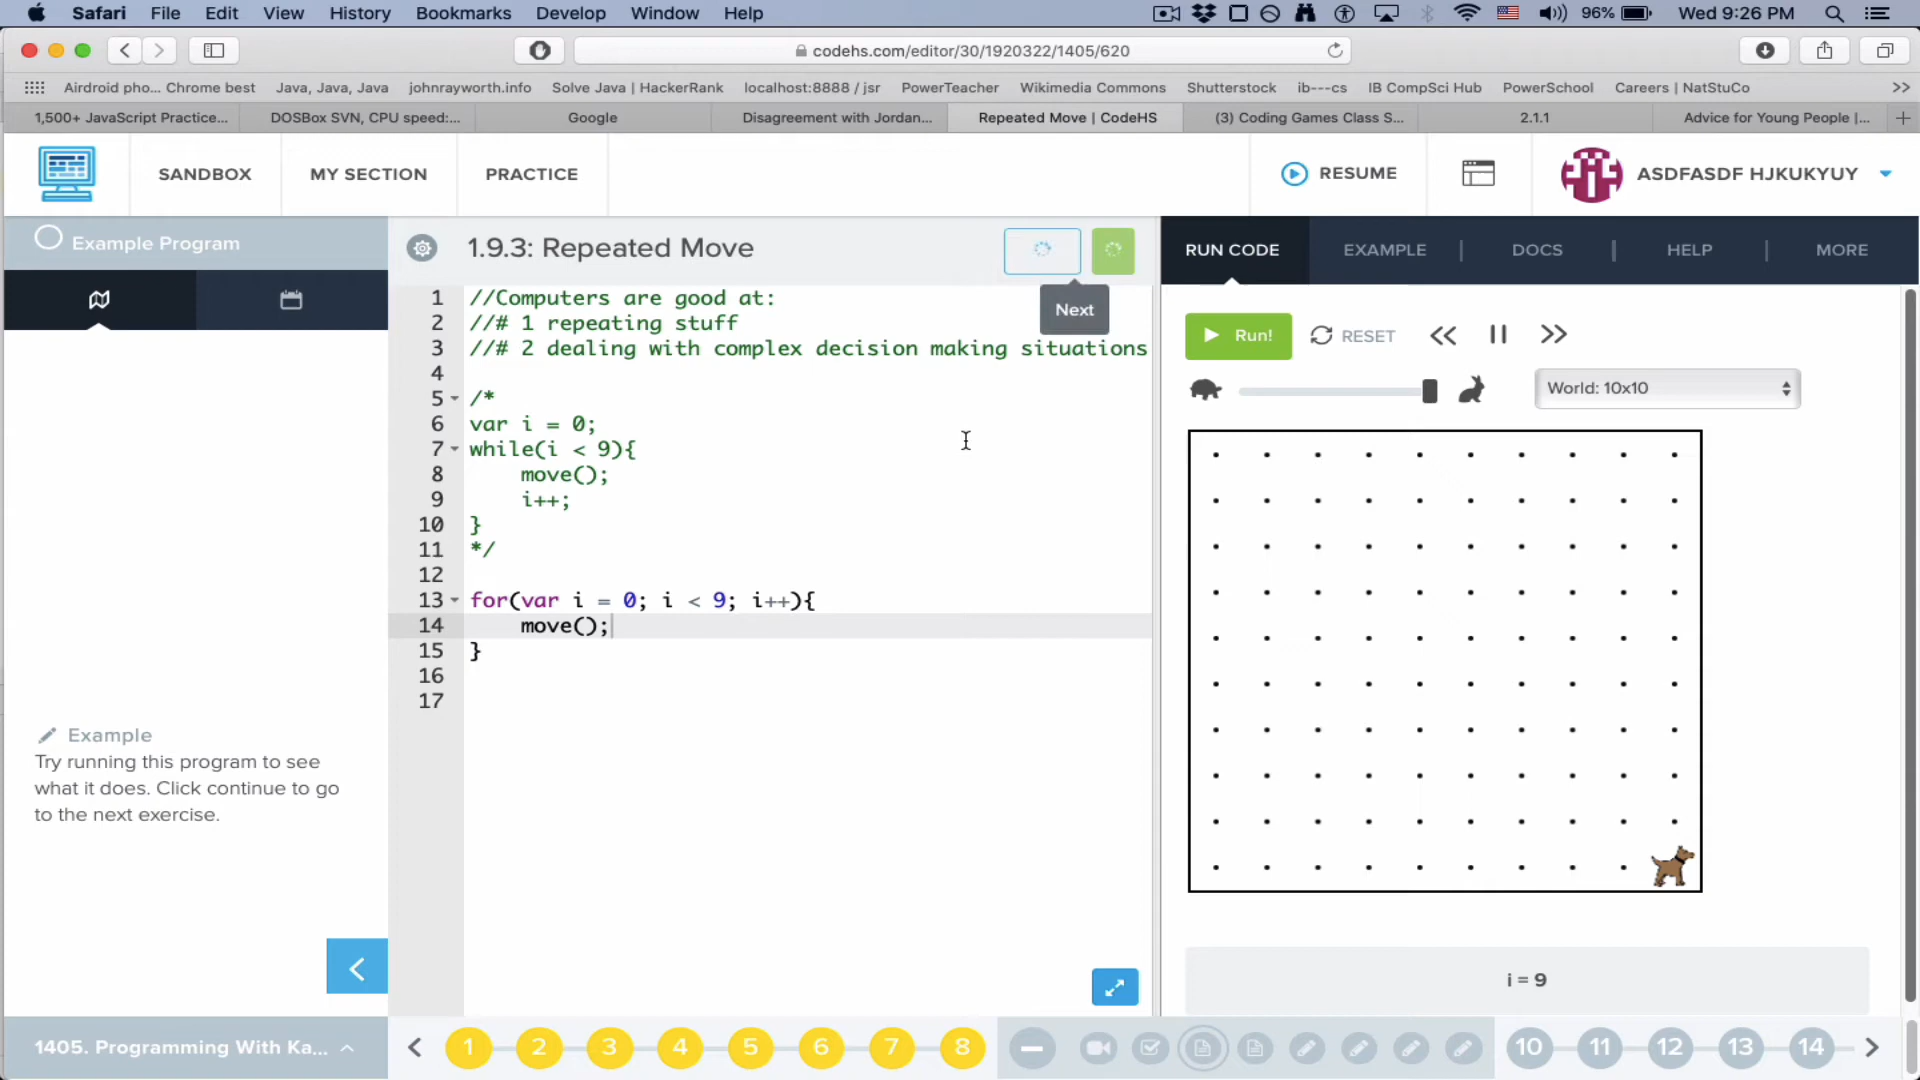 Safari File Edit View History Bookmarks Develop Window Help 96% Wed 9:26 PM
codehs.com/editor/30/1920322/1405/620
Airdroid pho... Chrome best Java, Java, Java johnrayworth.info Solve Java | HackerRank localhost:8888 / jsr PowerTeacher Wikimedia Commons Shutterstock ib---cs IB CompSci Hub PowerSchool Careers | NatStuCo >>
1,500+ JavaScript Practice... DOSBox SVN, CPU speed:... Google Disagreement with Jordan... Repeated Move | CodeHS (3) Coding Games Class S... 2.1.1 Advice for Young People |... +
SANDBOX MY SECTION PRACTICE RESUME ASDFASDF HJKUKYUY
Example Program
1.9.3: Repeated Move
Next
RUN CODE EXAMPLE | DOCS | HELP | MORE
1 //Computers are good at:
2 //# 1 repeating stuff
3 //# 2 dealing with complex decision making situations
4
5 /*
6 var i = 0;
7 while(i < 9){
8 move();
9 i++;
10 }
11 */
12
13 for(var i = 0; i < 9; i++){
14 move();
15 }
16
17
Run! RESET
World: 10x10
i = 9
Example
Try running this program to see
what it does. Click continue to go
to the next exercise.
1405. Programming With Ka...
1 2 3 4 5 6 7 8 10 11 12 13 14